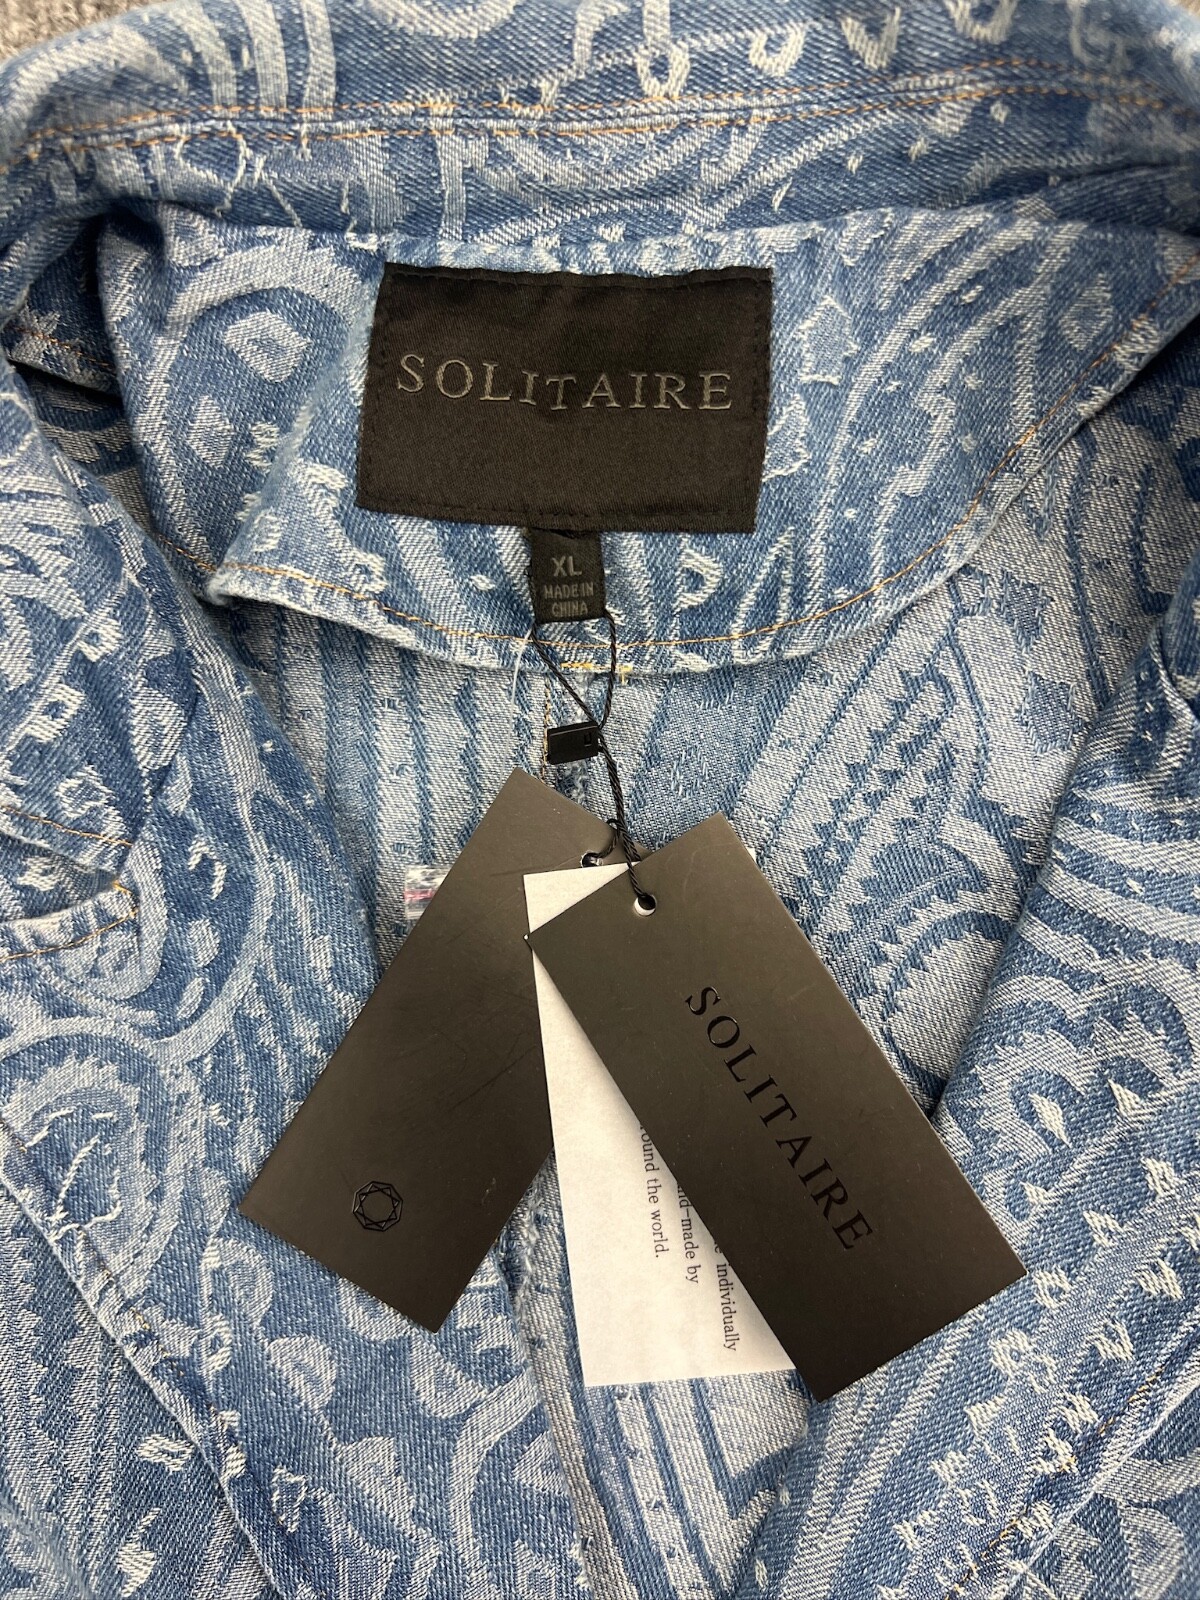 SOLITAIRE
XL
MADE IN
CHINA
SOLITAIRE
individually
-made by
the world.